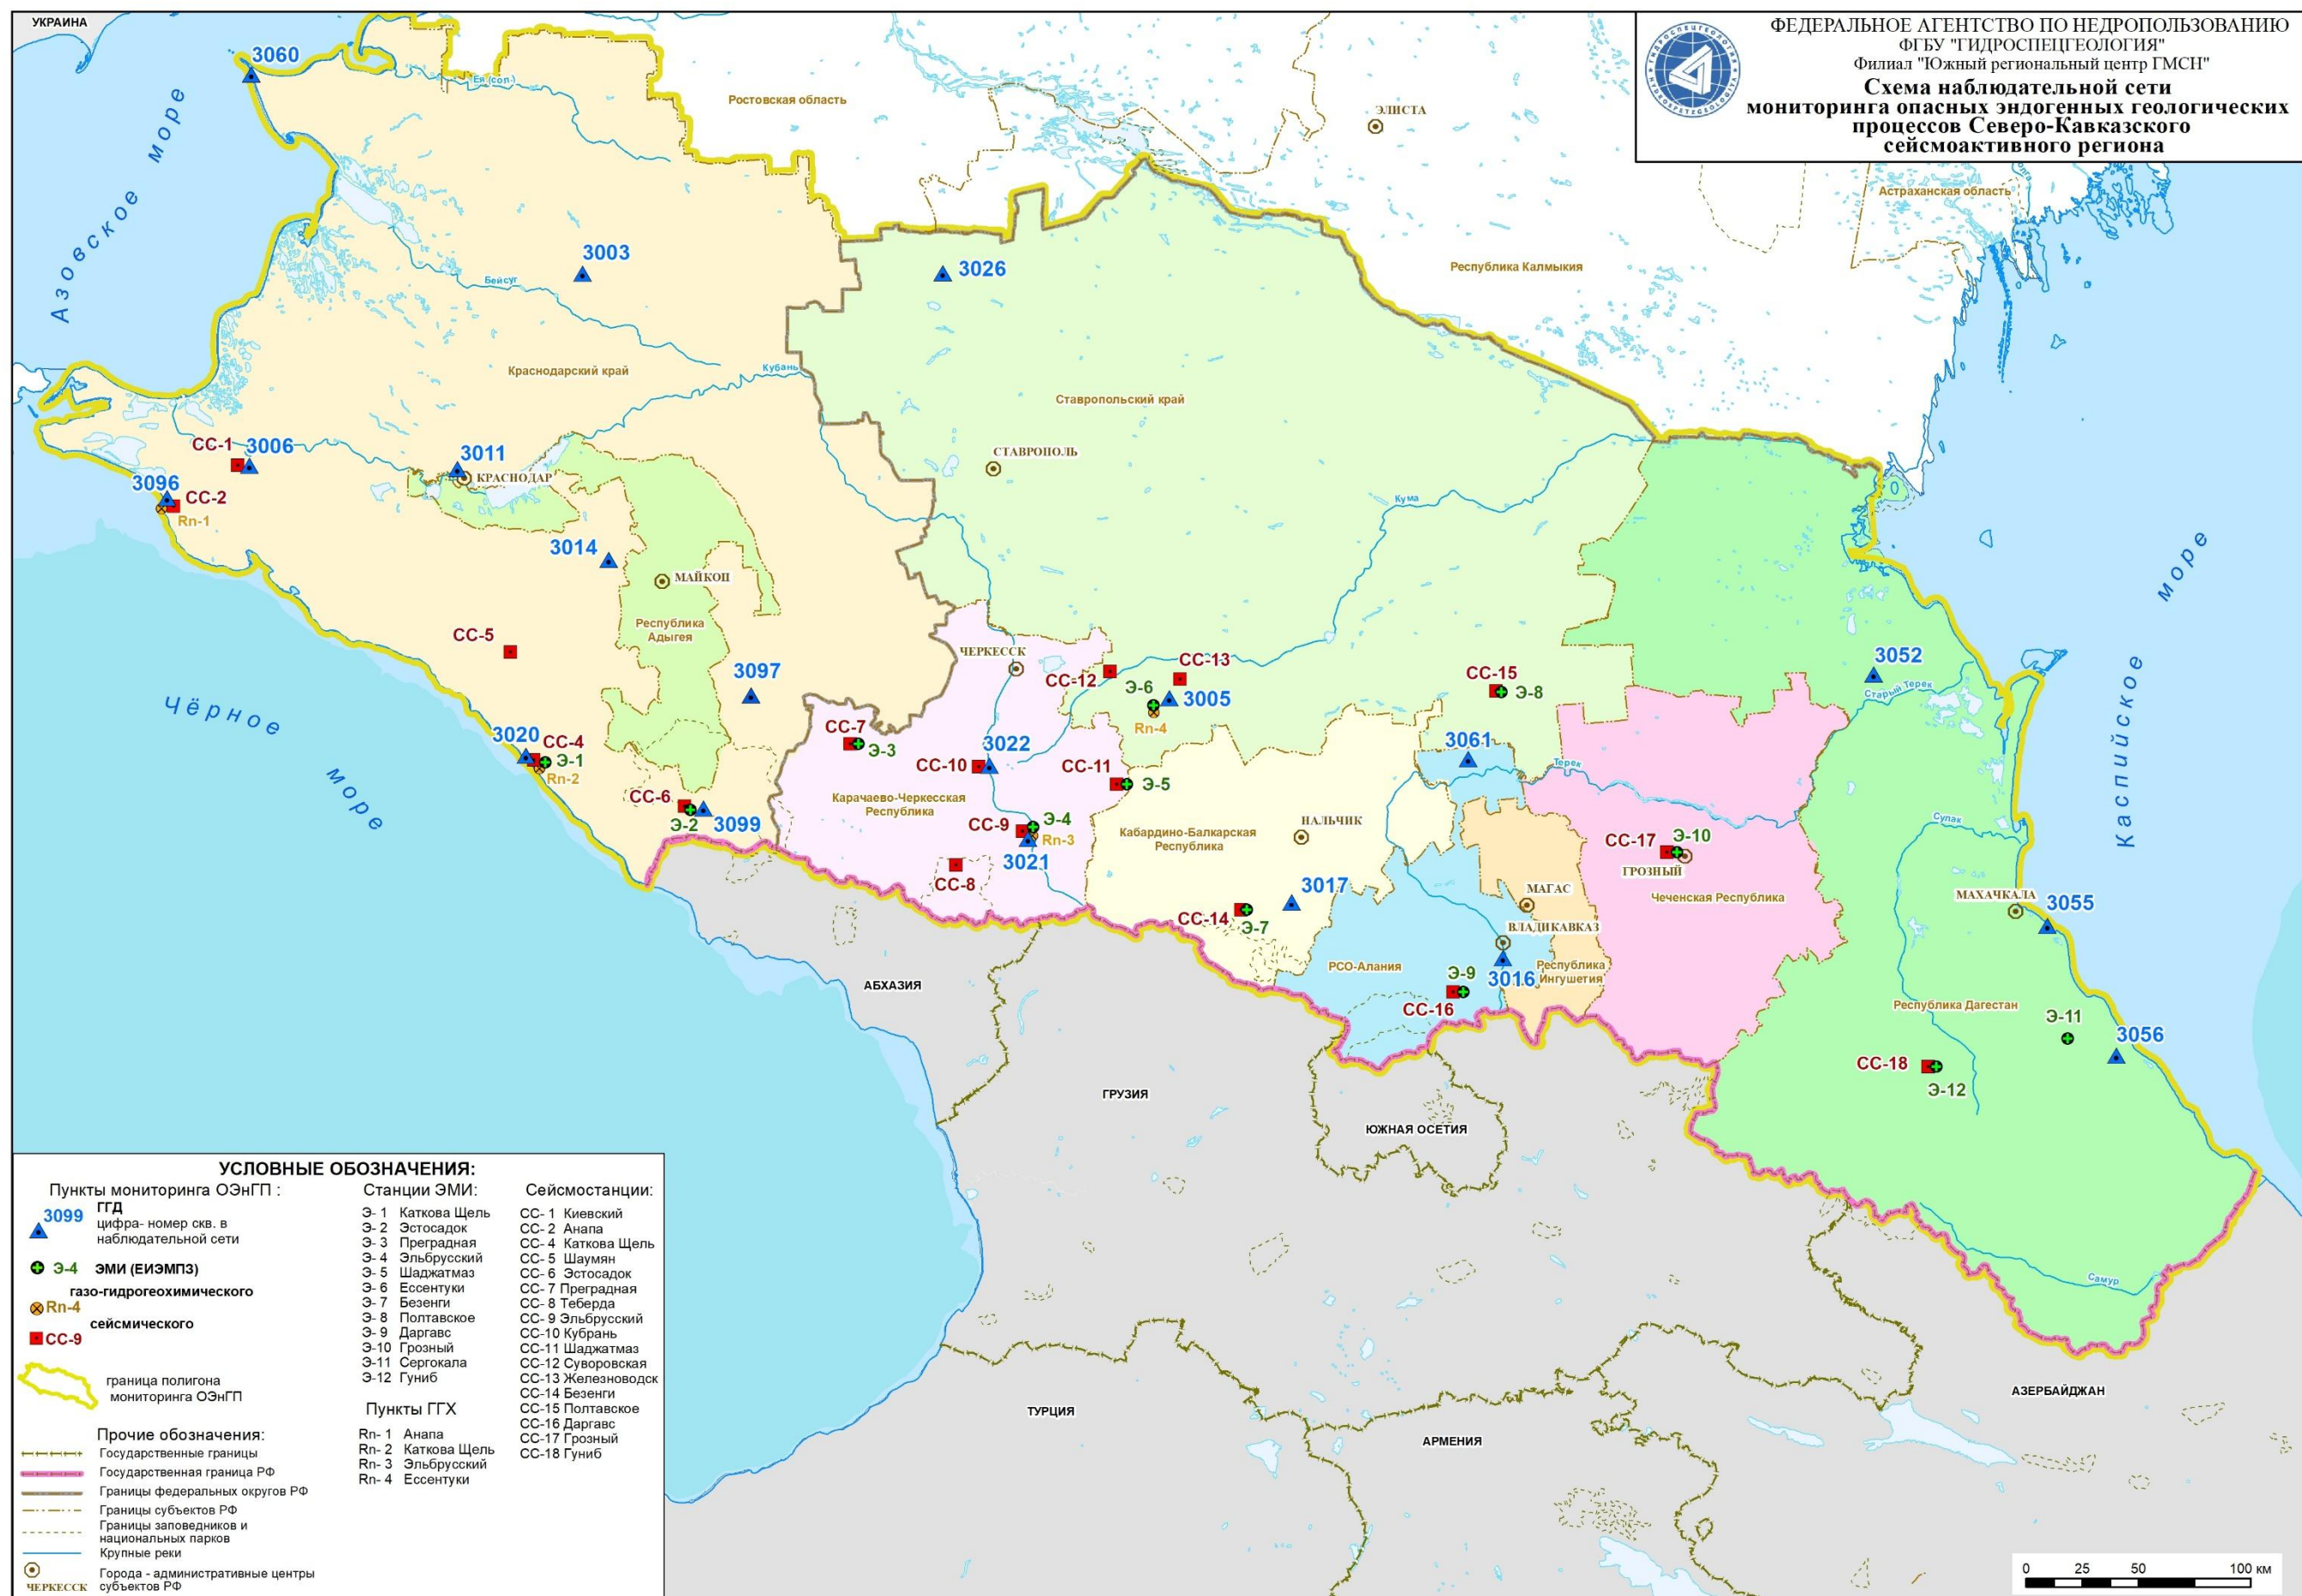 УКРАИНА
ФЕДЕРАЛЬНОЕ АГЕНТСТВО ПО НЕДРОПОЛЬЗОВАНИЮ
ФГБУ "ГИДРОСПЕЦГЕОЛОГИЯ"
Филиал "Южный региональный центр ГМСН"
Схема наблюдательной сети
мониторинга опасных эндогенных геологических
процессов Северо-Кавказского
сейсмоактивного региона
3060
Ея (сол.)
Ростовская область
ЭЛИСТА
Астраханская область
Азовское море
3003
3026
Республика Калмыкия
Бейсуг
Краснодарский край
Кубань
Ставропольский край
СС-1
3006
3011
КРАСНОДАР
СТАВРОПОЛЬ
3096
СС-2
Rn-1
Кума
3014
МАЙКОП
Каспийское море
СС-5
Республика
Адыгея
ЧЕРКЕССК
СС-12
СС-13
3052
3097
Э-6
3005
СС-15
Э-8
Старый Терек
Чёрное море
Rn-4
СС-7
Э-3
3020
СС-4
Э-1
Rn-2
3022
СС-10
СС-11
Э-5
3061
Терек
СС-6
Э-2
3099
Карачаево-Черкесская
Республика
СС-9
Э-4
Rn-3
3021
Кабардино-Балкарская
Республика
НАЛЬЧИК
Сулак
СС-17
Э-10
ГРОЗНЫЙ
СС-8
МАГАС
Чеченская Республика
МАХАЧКАЛА
3055
3017
СС-14
Э-7
ВЛАДИКАВКАЗ
РСО-Алания
Э-9
3016
Республика
Ингушетия
СС-16
АБХАЗИЯ
Республика Дагестан
Э-11
3056
СС-18
Э-12
ГРУЗИЯ
ЮЖНАЯ ОСЕТИЯ
Самур
АЗЕРБАЙДЖАН
ТУРЦИЯ
АРМЕНИЯ
УСЛОВНЫЕ ОБОЗНАЧЕНИЯ:
Пункты мониторинга ОЭнГП :
3099
ГГД
цифра- номер скв. в
наблюдательной сети
Э-4 ЭМИ (ЕИЭМПЗ)
газо-гидрогеохимического
Rn-4
сейсмического
СС-9
граница полигона
мониторинга ОЭнГП
Прочие обозначения:
Государственные границы
Государственная граница РФ
Границы федеральных округов РФ
Границы субъектов РФ
Границы заповедников и
национальных парков
Крупные реки
Города - административные центры
субъектов РФ
ЧЕРКЕССК
Станции ЭМИ:
Э- 1 Каткова Щель
Э- 2 Эстосадок
Э- 3 Преградная
Э- 4 Эльбрусский
Э- 5 Шаджатмаз
Э- 6 Ессентуки
Э- 7 Безенги
Э- 8 Полтавское
Э- 9 Даргавс
Э-10 Грозный
Э-11 Сергокала
Э-12 Гуниб
Пункты ГГХ
Rn- 1 Анапа
Rn- 2 Каткова Щель
Rn- 3 Эльбрусский
Rn- 4 Ессентуки
Сейсмостанции:
СС- 1 Киевский
СС- 2 Анапа
СС- 4 Каткова Щель
СС- 5 Шаумян
СС- 6 Эстосадок
СС- 7 Преградная
СС- 8 Теберда
СС- 9 Эльбрусский
СС-10 Кубрань
СС-11 Шаджатмаз
СС-12 Суворовская
СС-13 Железноводск
СС-14 Безенги
СС-15 Полтавское
СС-16 Даргавс
СС-17 Грозный
СС-18 Гуниб
0 25 50 100 км